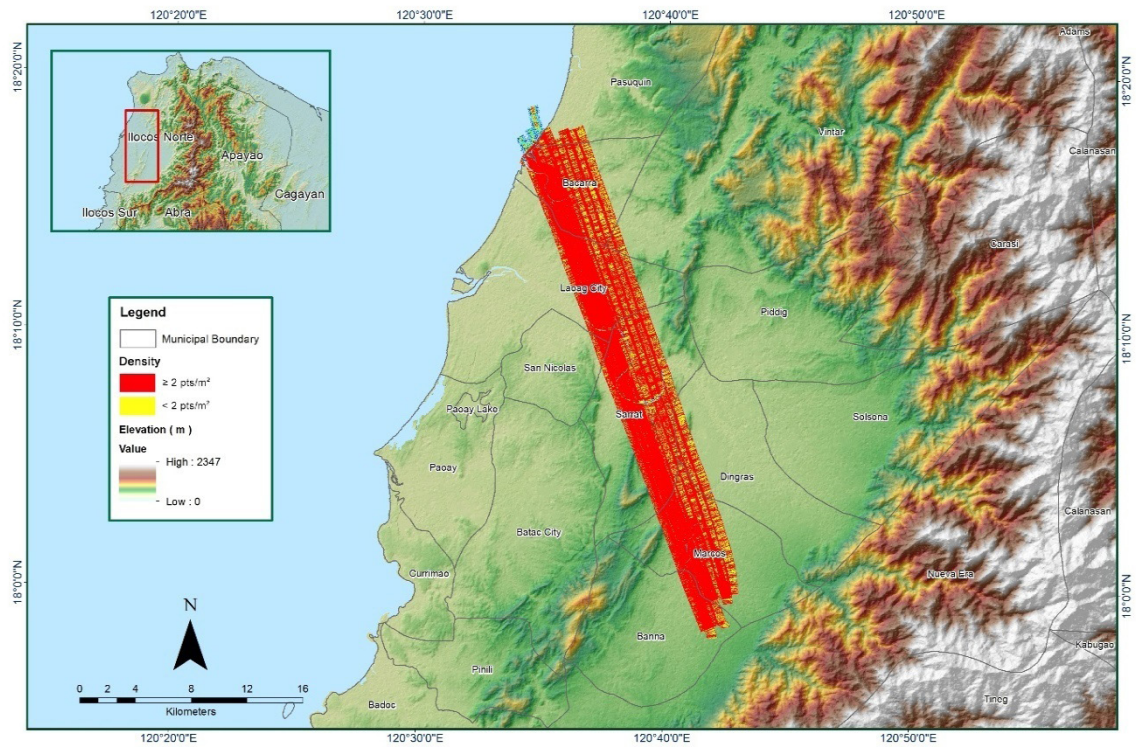 120°20'0"E
120°30'0"E
120°40'0"E
120°50'0"E
18°20'0"N
18°20'0"N
Adams
Pasuquin
Vintar
Calanasan
Ilocos Norte
Apayao
Cagayan
Ilocos Sur
Abra
Bacarra
Carasi
Laoag City
Piddig
18°10'0"N
18°10'0"N
Legend
Municipal Boundary
Density
≥ 2 pts/m²
< 2 pts/m²
Elevation ( m )
Value
High : 2347
Low : 0
San Nicolas
Paoay Lake
Sarrat
Solsona
Paoay
Dingras
Batac City
Calanasan
Marcos
Currimao
Nueva Era
18°0'0"N
18°0'0"N
N
Banna
Kabugao
Pinili
0 2 4 8 12 16
Kilometers
Badoc
Tineg
120°20'0"E
120°30'0"E
120°40'0"E
120°50'0"E